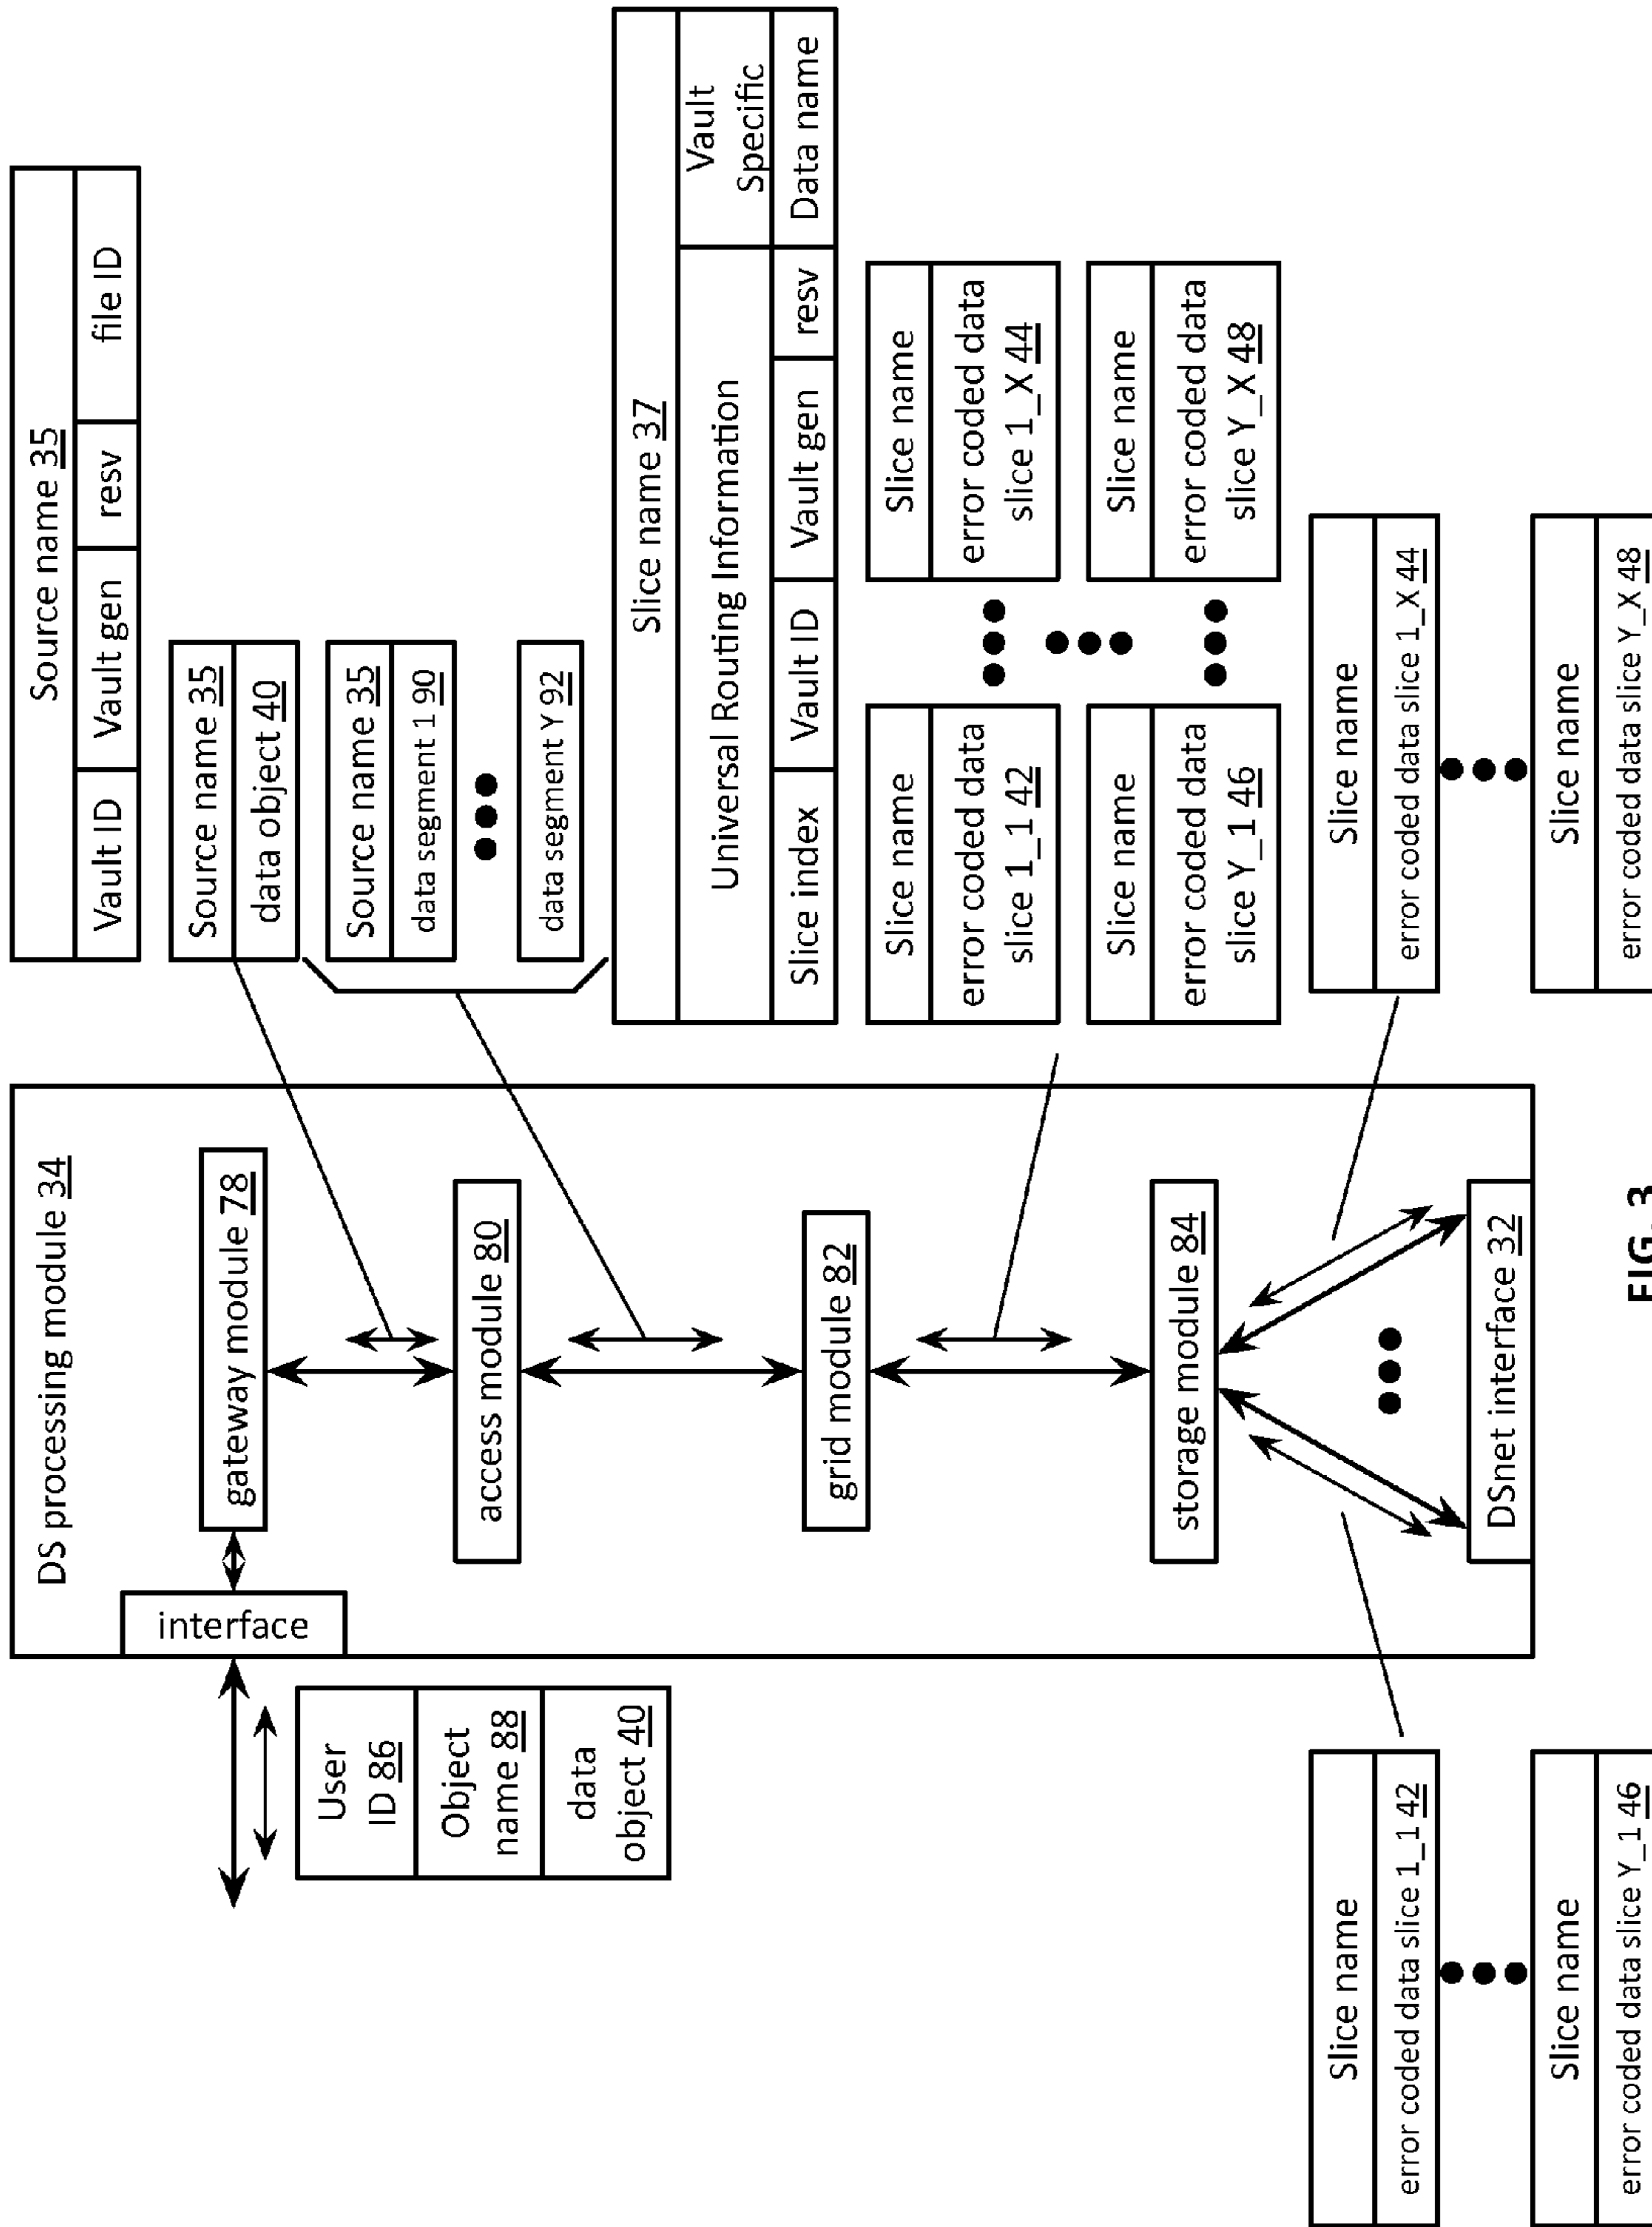 DS processing module 34
interface
gateway module 78
access module 80
grid module 82
storage module 84
DSnet interface 32
User
ID 86
Object
name 88
data
object 40
Source name 35
Vault ID
Vault gen
resv
file ID
Source name 35
data object 40
Source name 35
data segment 1 90
data segment Y 92
Slice name 37
Universal Routing Information
Vault
Specific
Slice index
Vault ID
Vault gen
resv
Data name
Slice name
error coded data
slice 1_1 42
Slice name
error coded data
slice 1_X 44
Slice name
error coded data
slice Y_1 46
Slice name
error coded data
slice Y_X 48
Slice name
error coded data slice 1_1 42
Slice name
error coded data slice Y_1 46
Slice name
error coded data slice 1_X 44
Slice name
error coded data slice Y_X 48
FIG. 3